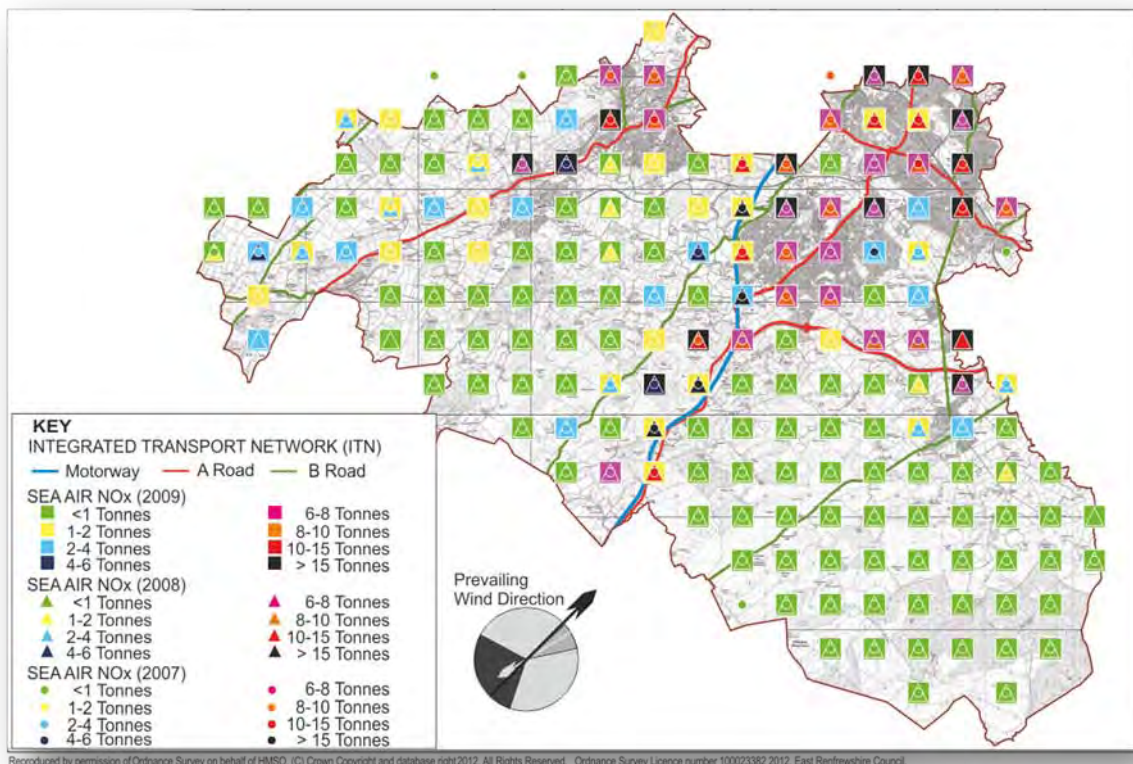 KEY
INTEGRATED TRANSPORT NETWORK (ITN)
Motorway A Road B Road
SEA AIR NOx (2009)
<1 Tonnes 6-8 Tonnes
1-2 Tonnes 8-10 Tonnes
2-4 Tonnes 10-15 Tonnes
4-6 Tonnes > 15 Tonnes
SEA AIR NOx (2008)
<1 Tonnes 6-8 Tonnes
1-2 Tonnes 8-10 Tonnes
2-4 Tonnes 10-15 Tonnes
4-6 Tonnes > 15 Tonnes
SEA AIR NOx (2007)
<1 Tonnes 6-8 Tonnes
1-2 Tonnes 8-10 Tonnes
2-4 Tonnes 10-15 Tonnes
4-6 Tonnes > 15 Tonnes
Prevailing
Wind Direction
Reproduced by permission of Ordnance Survey on behalf of HMSO. (C) Crown Copyright and database right 2012. All Rights Reserved. Ordnance Survey Licence number 100023382 2012, East Renfrewshire Council